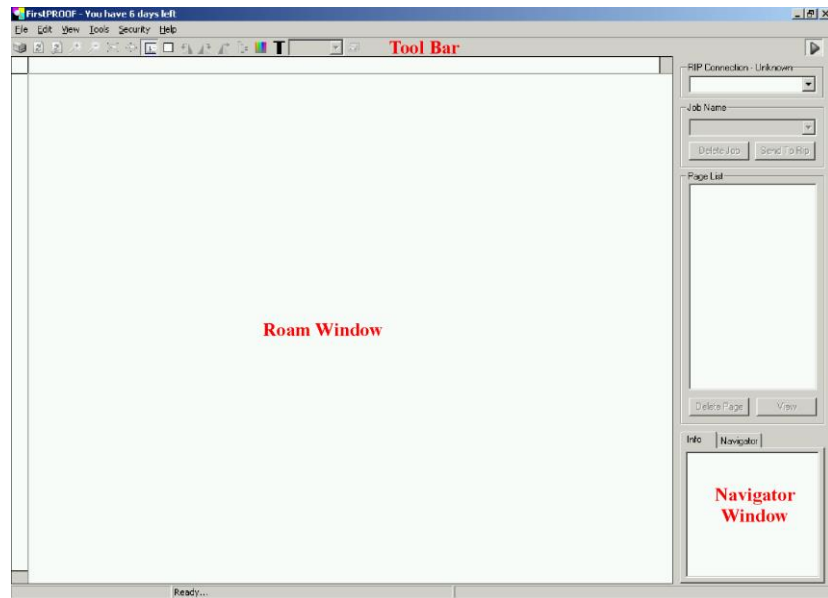 FirstPROOF - You have 6 days left
File Edit View Tools Security Help
T Tool Bar
RIP Connection - Unknown
Job Name
Delete Job Send To Rip
Page List
Roam Window
Delete Page View
Info Navigator
Navigator
Window
Ready...